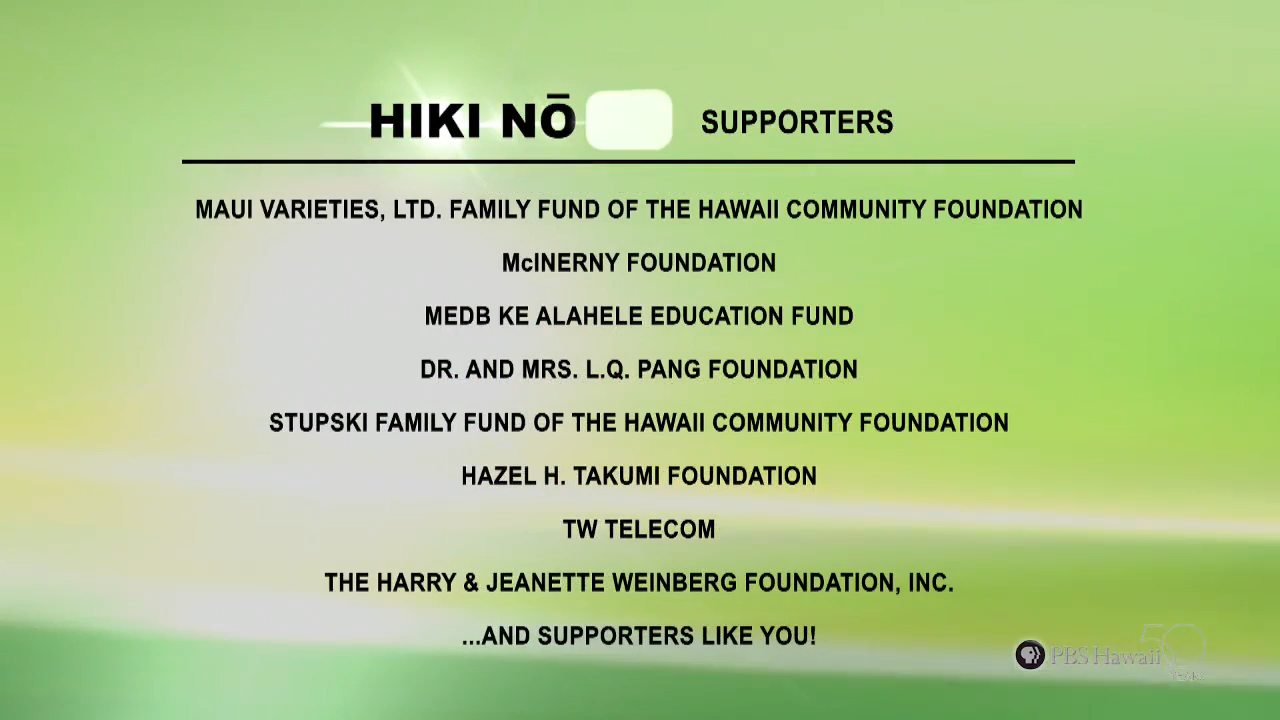 HIKI NŌ SUPPORTERS
MAUI VARIETIES, LTD. FAMILY FUND OF THE HAWAII COMMUNITY FOUNDATION
McINERNY FOUNDATION
MEDB KE ALAHELE EDUCATION FUND
DR. AND MRS. L.Q. PANG FOUNDATION
STUPSKI FAMILY FUND OF THE HAWAII COMMUNITY FOUNDATION
HAZEL H. TAKUMI FOUNDATION
TW TELECOM
THE HARRY & JEANETTE WEINBERG FOUNDATION, INC.
...AND SUPPORTERS LIKE YOU!
PBS Hawaii 50